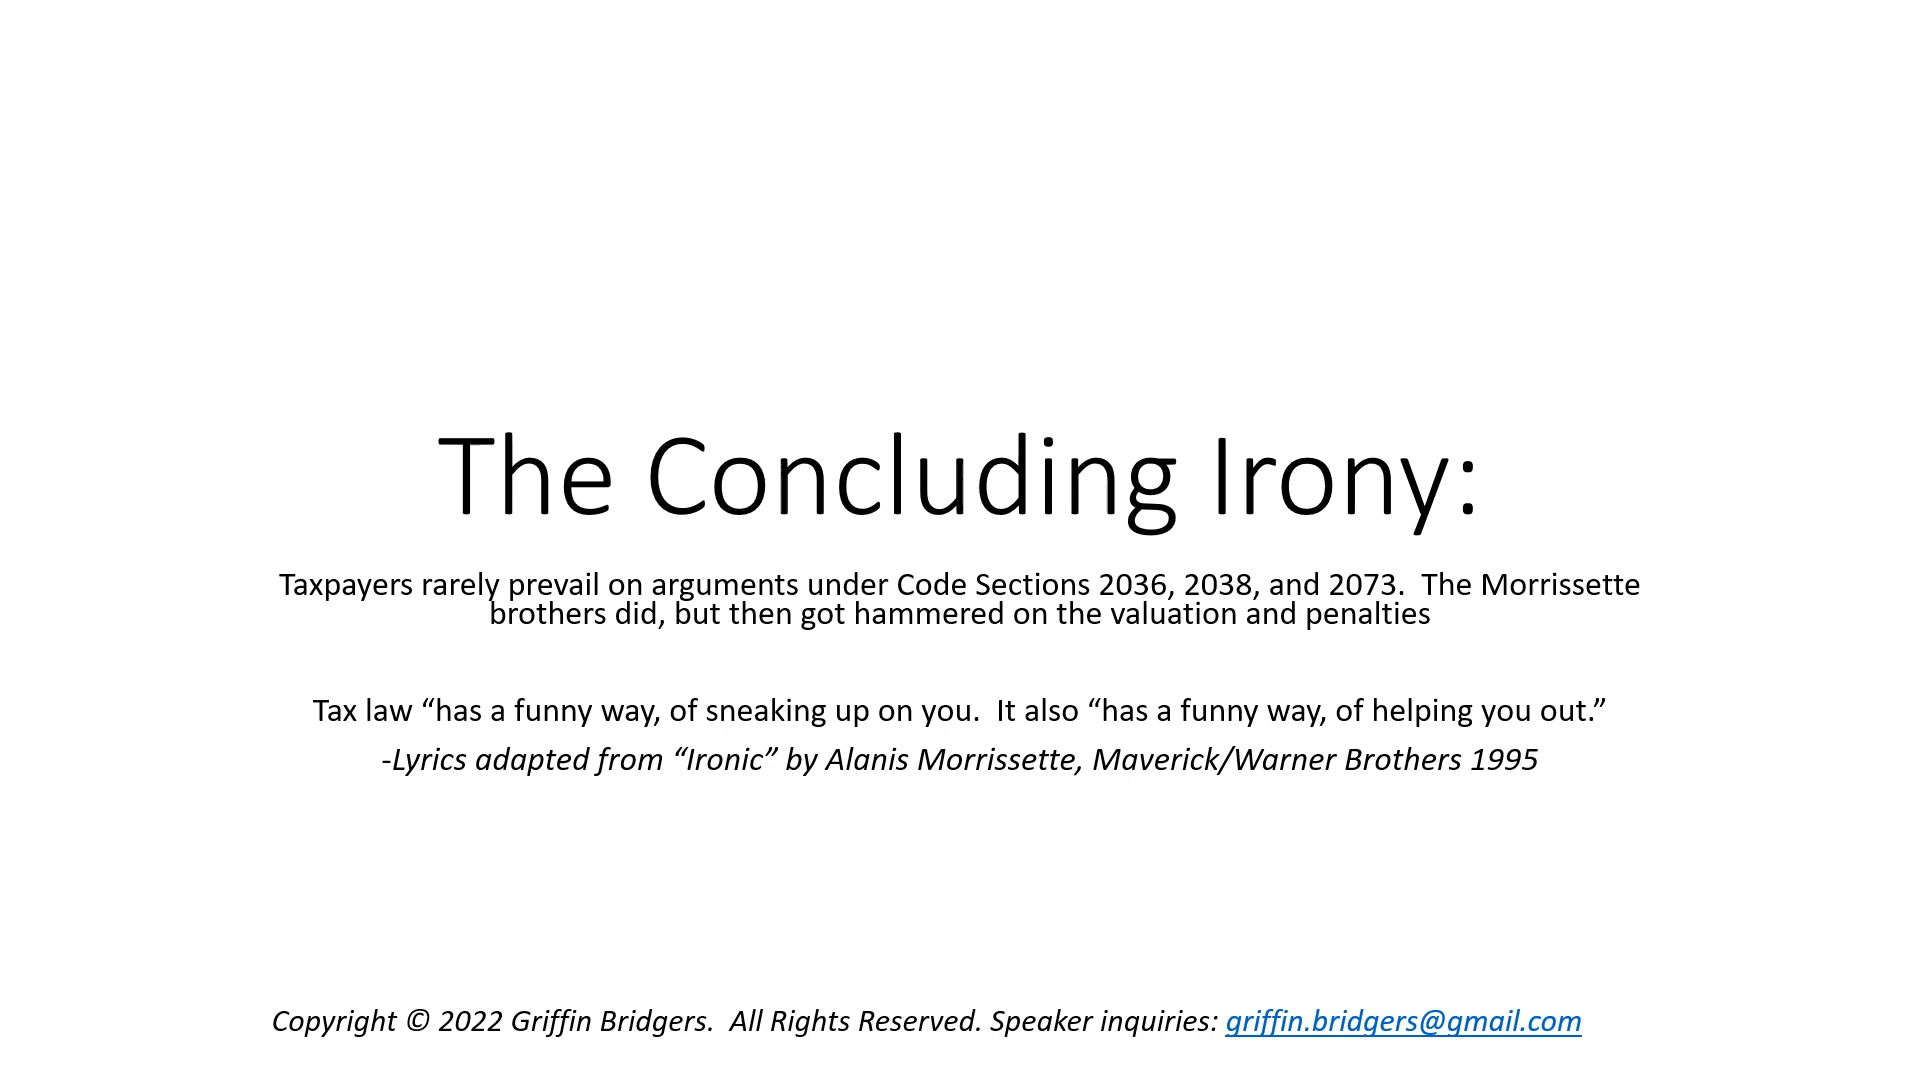 The Concluding Irony:
Taxpayers rarely prevail on arguments under Code Sections 2036, 2038, and 2073.  The Morrissette
brothers did, but then got hammered on the valuation and penalties
Tax law “has a funny way, of sneaking up on you.  It also “has a funny way, of helping you out.”
-Lyrics adapted from “Ironic” by Alanis Morrissette, Maverick/Warner Brothers 1995
Copyright © 2022 Griffin Bridgers.  All Rights Reserved. Speaker inquiries: griffin.bridgers@gmail.com